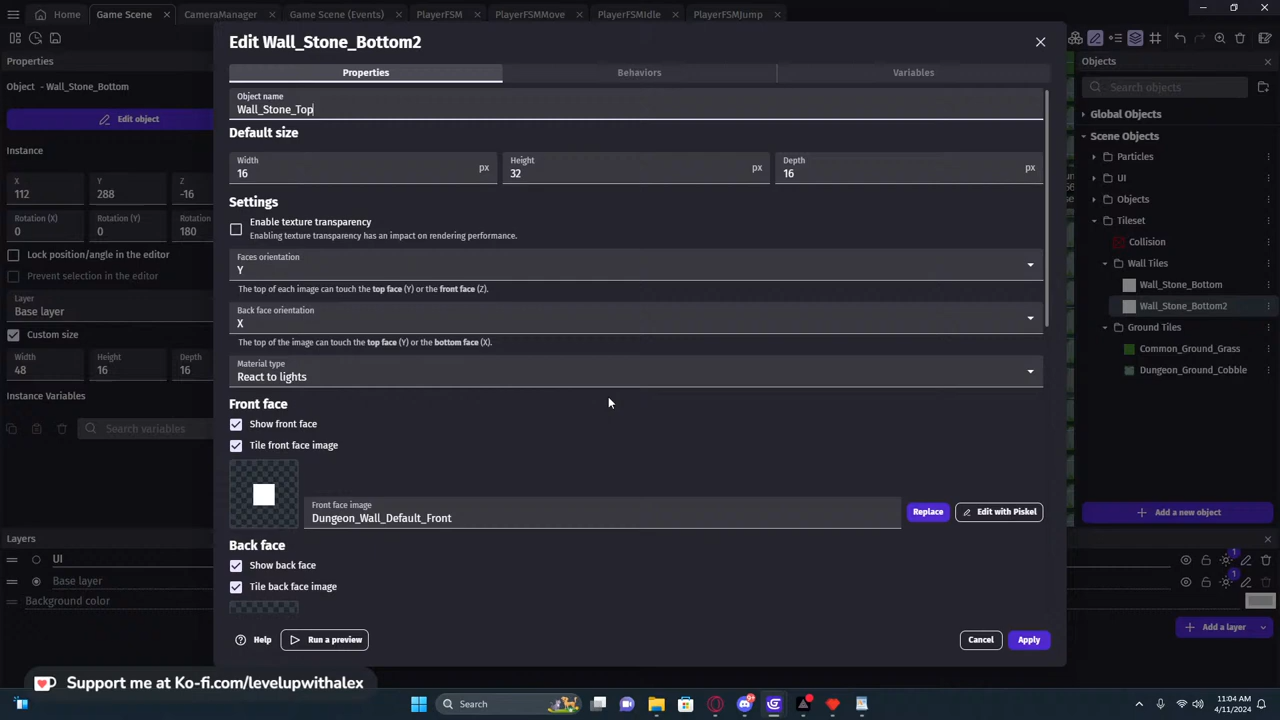 Home
Game Scene
CameraManager
Game Scene (Events)
PlayerFSM
PlayerFSMMove
PlayerFSMIdle
PlayerFSMJump
Properties
Object - Wall_Stone_Bottom
Edit object
Instance
X
112
Y
288
Z
-16
Rotation (X)
0
Rotation (Y)
0
Rotation (Z)
180
Lock position/angle in the editor
Prevent selection in the editor
Layer
Base layer
Custom size
Width
48
Height
16
Depth
16
Instance Variables
Search variables
Layers
UI
Base layer
Background color
Edit Wall_Stone_Bottom2
Properties
Behaviors
Variables
Object name
Wall_Stone_Top
Default size
Width
16 px
Height
32 px
Depth
16 px
Settings
Enable texture transparency
Enabling texture transparency has an impact on rendering performance.
Faces orientation
Y
The top of each image can touch the top face (Y) or the front face (Z).
Back face orientation
X
The top of the image can touch the top face (Y) or the bottom face (X).
Material type
React to lights
Front face
Show front face
Tile front face image
Front face image
Dungeon_Wall_Default_Front
Replace
Edit with Piskel
Back face
Show back face
Tile back face image
Help
Run a preview
Cancel
Apply
Objects
Search objects
Global Objects
Scene Objects
Particles
UI
Objects
Tileset
Collision
Wall Tiles
Wall_Stone_Bottom
Wall_Stone_Bottom2
Ground Tiles
Common_Ground_Grass
Dungeon_Ground_Cobble
Add a new object
1
1
Add a layer
Support me at Ko-fi.com/levelupwithalex
Search
11:04 AM
4/11/2024